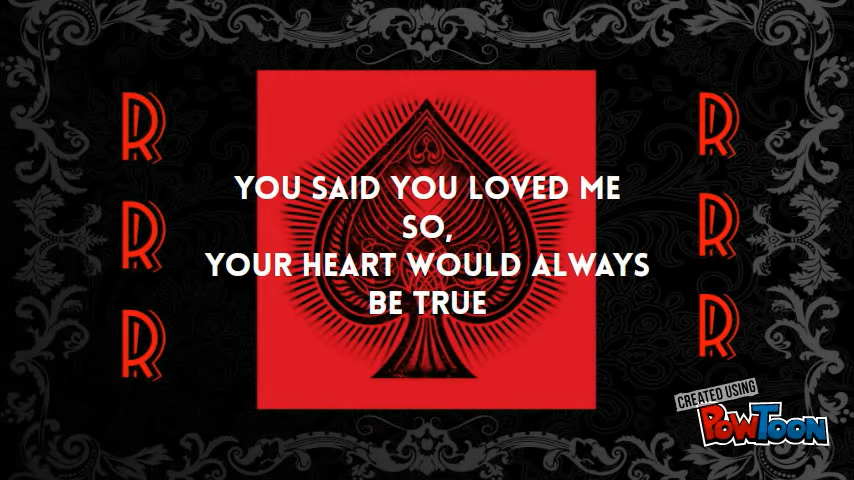 R
R
R
YOU SAID YOU LOVED ME
SO,
YOUR HEART WOULD ALWAYS
BE TRUE
R
R
R
CREATED USING
POWTOON